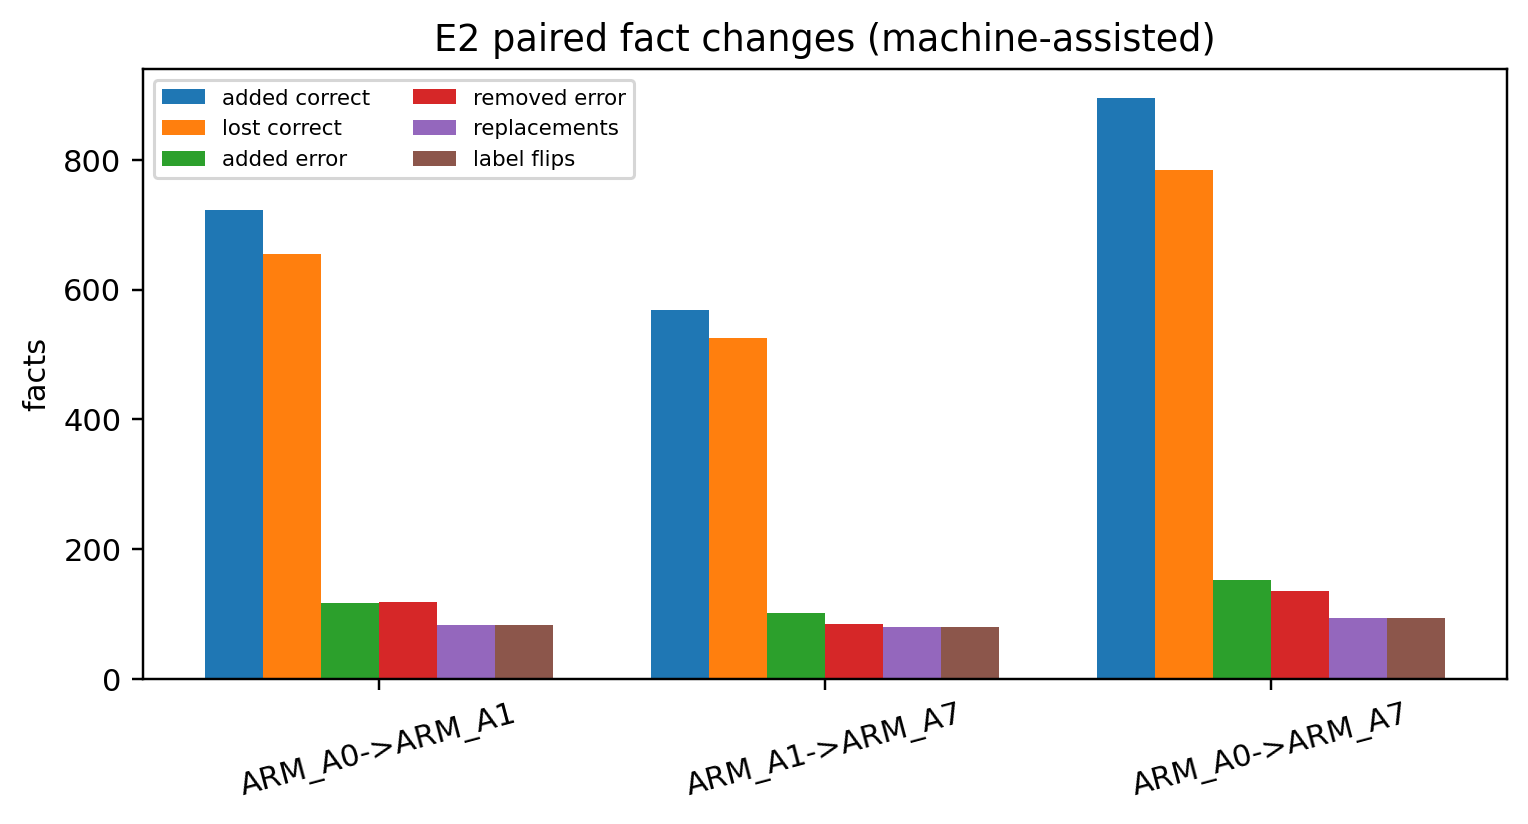 E2 paired fact changes (machine-assisted)
added correct
lost correct
added error
removed error
replacements
label flips
facts
800
600
400
200
0
ARM_A0->ARM_A1
ARM_A1->ARM_A7
ARM_A0->ARM_A7